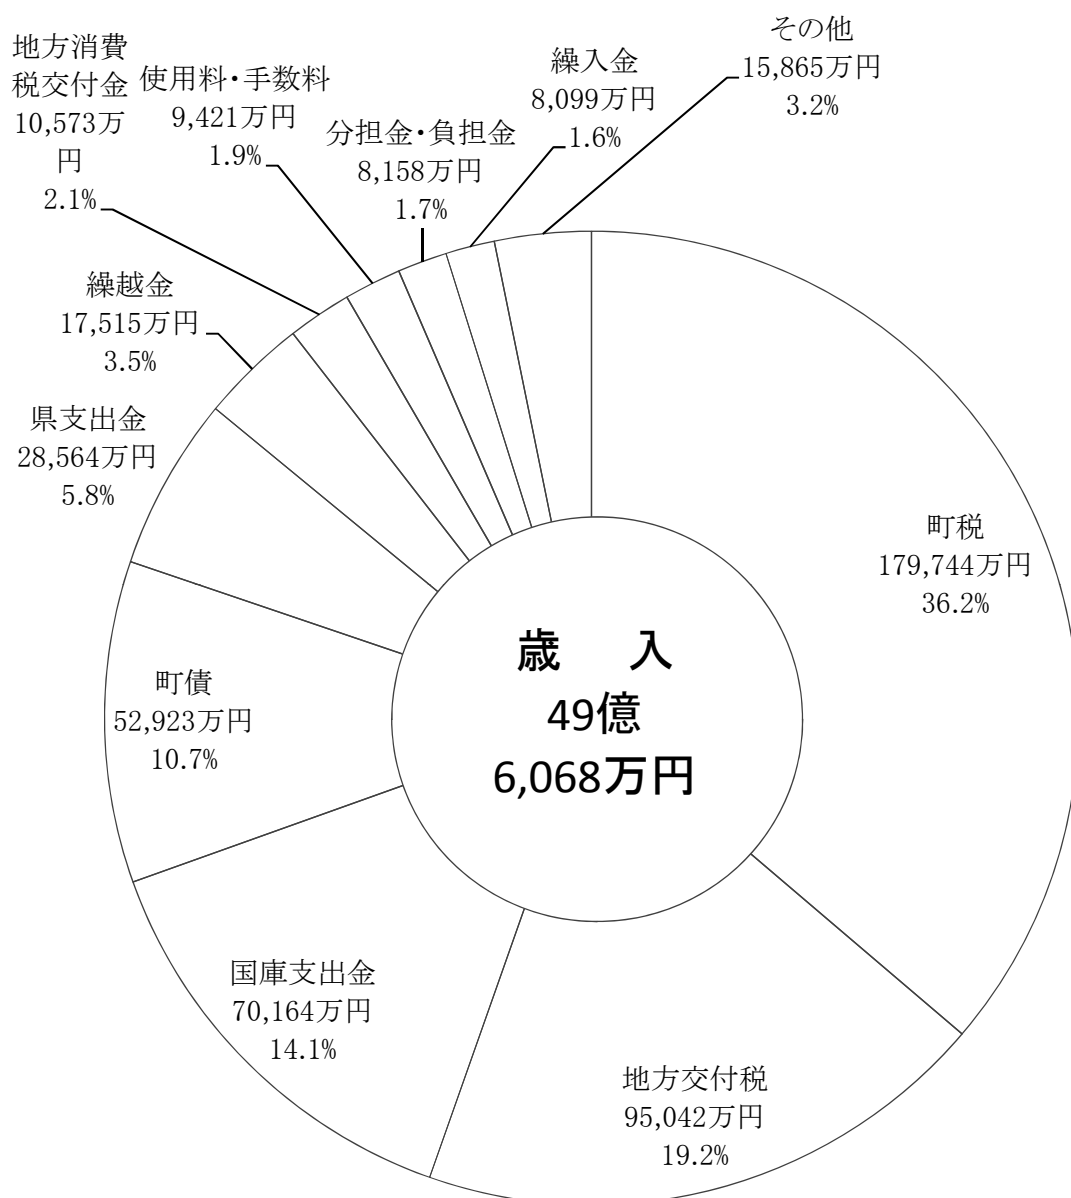 歳　入
49億
6,068万円
町税
179,744万円
36.2%
地方交付税
95,042万円
19.2%
国庫支出金
70,164万円
14.1%
町債
52,923万円
10.7%
県支出金
28,564万円
5.8%
繰越金
17,515万円
3.5%
地方消費
税交付金
10,573万
円
2.1%
使用料・手数料
9,421万円
1.9%
分担金・負担金
8,158万円
1.7%
繰入金
8,099万円
1.6%
その他
15,865万円
3.2%